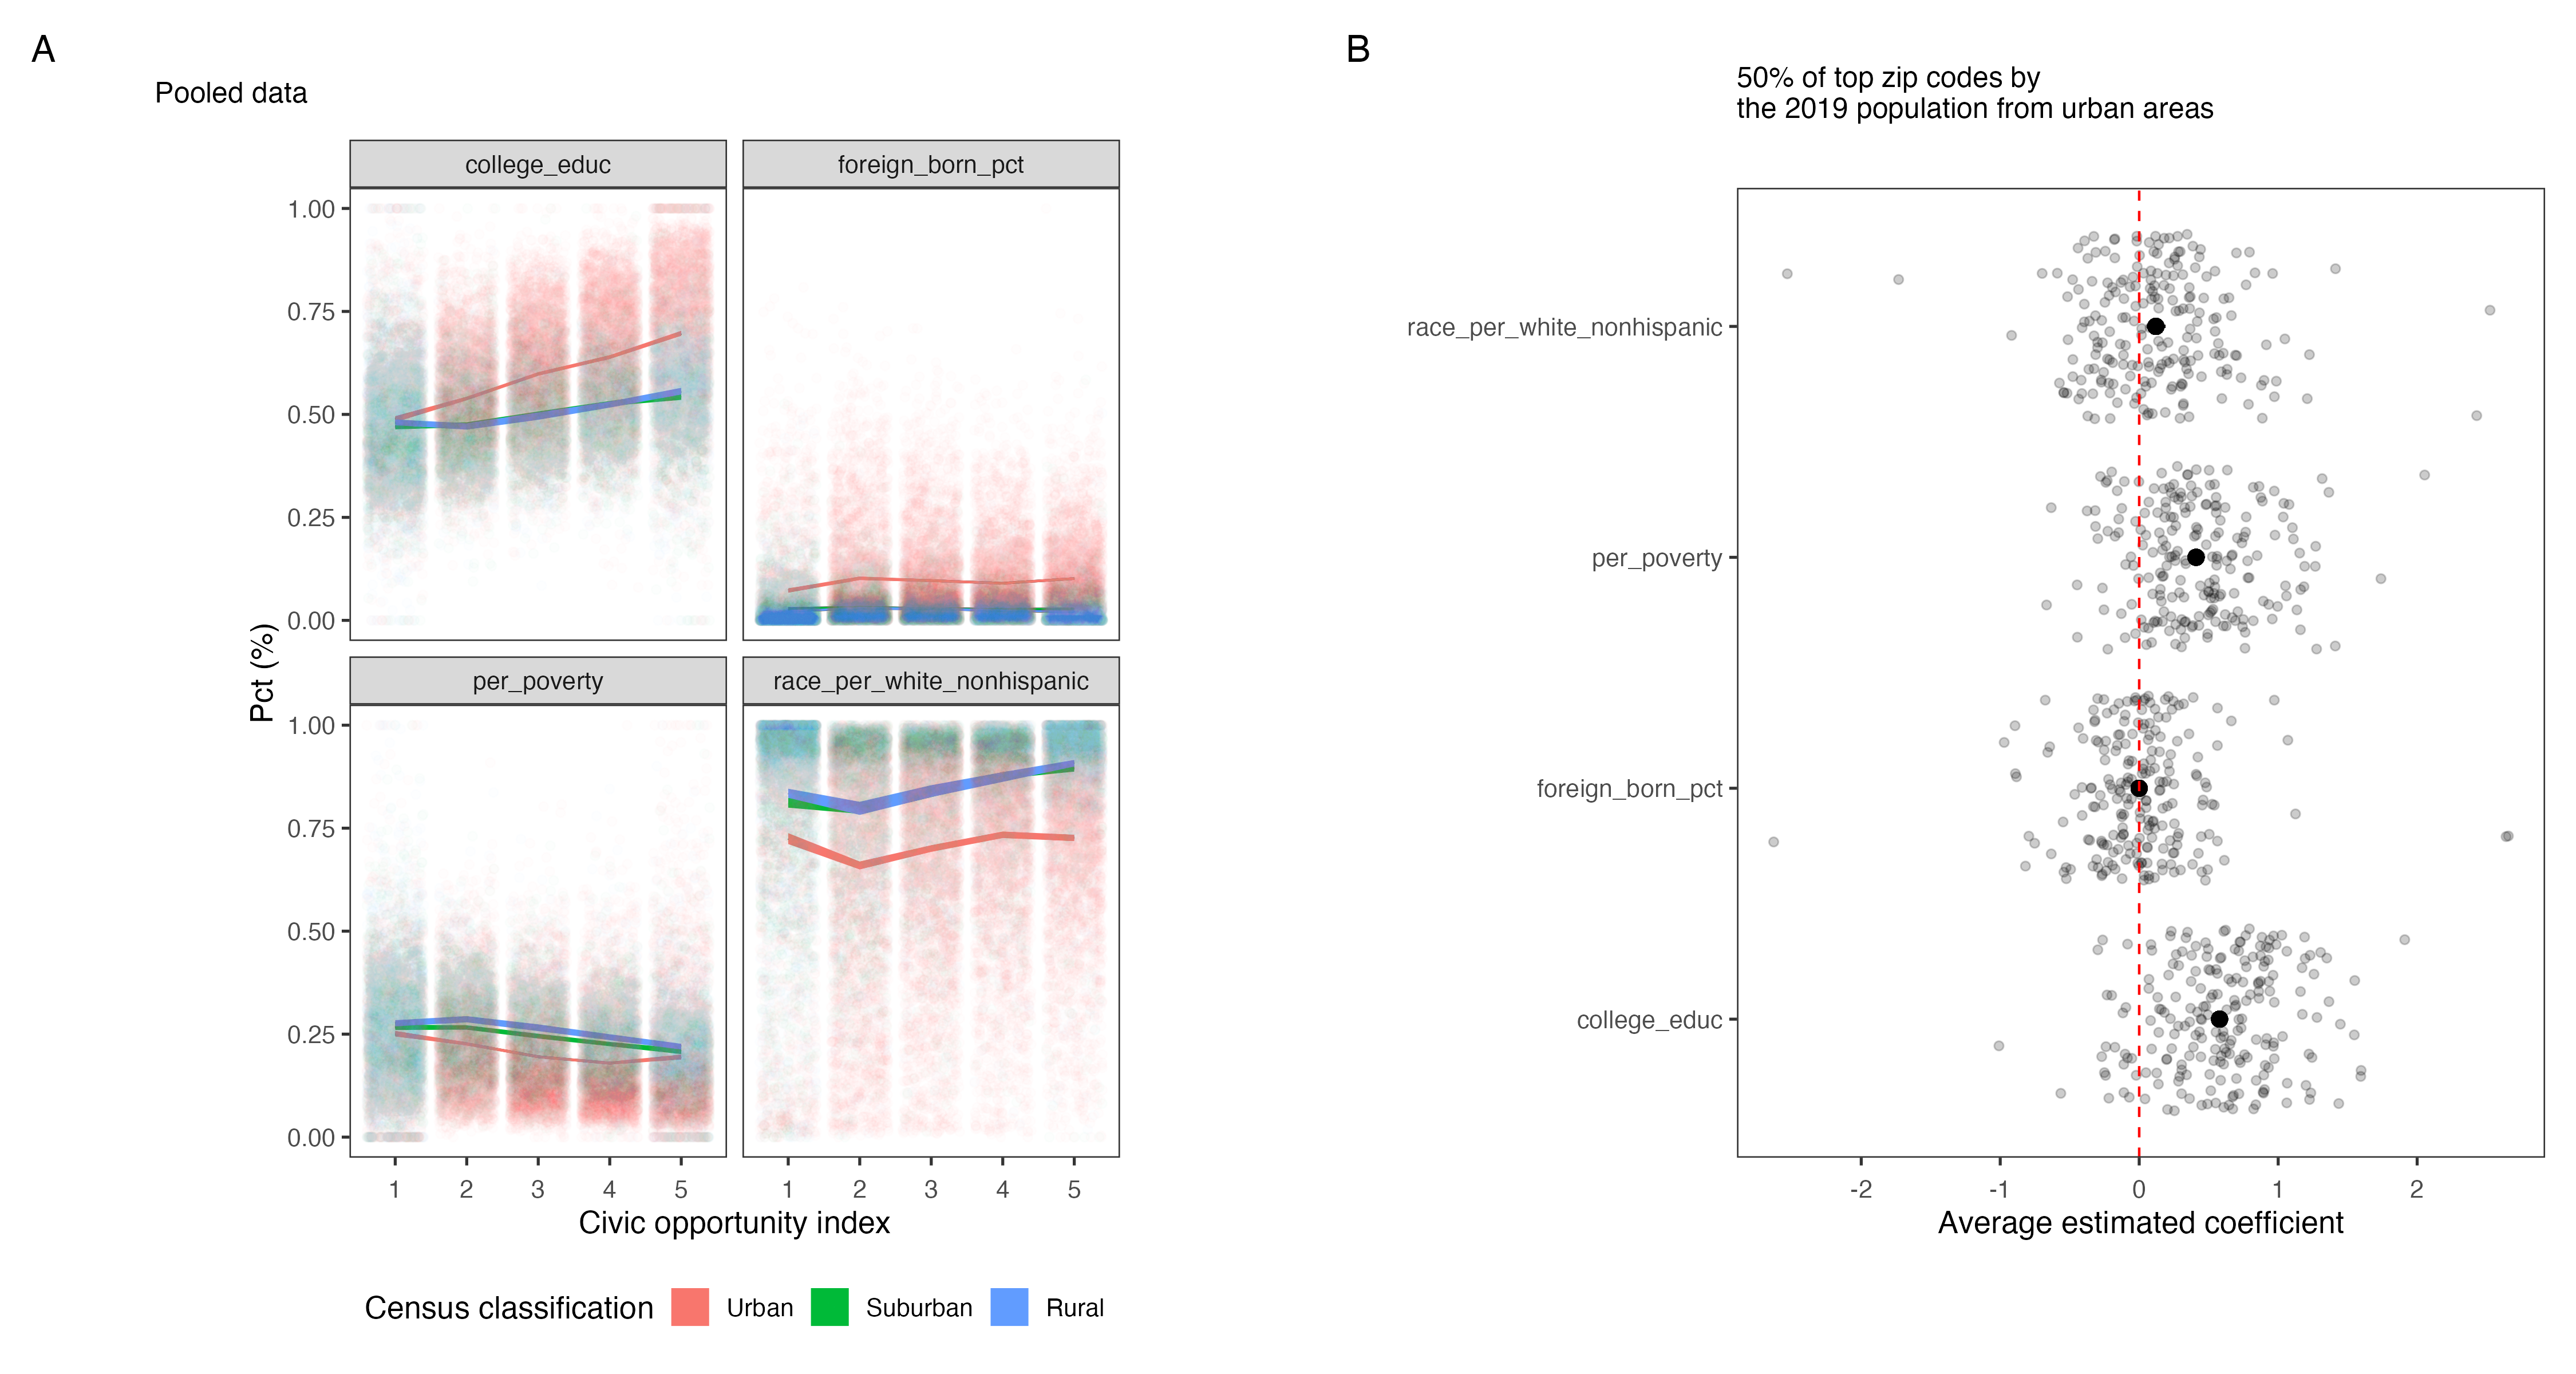 A
Pooled data
college_educ
foreign_born_pct
1.00
0.75
0.50
0.25
0.00
per_poverty
race_per_white_nonhispanic
1.00
0.75
0.50
0.25
0.00
Pct (%)
1 2 3 4 5
1 2 3 4 5
Civic opportunity index
Census classification
Urban
Suburban
Rural
B
50% of top zip codes by
the 2019 population from urban areas
race_per_white_nonhispanic
per_poverty
foreign_born_pct
college_educ
-2 -1 0 1 2
Average estimated coefficient